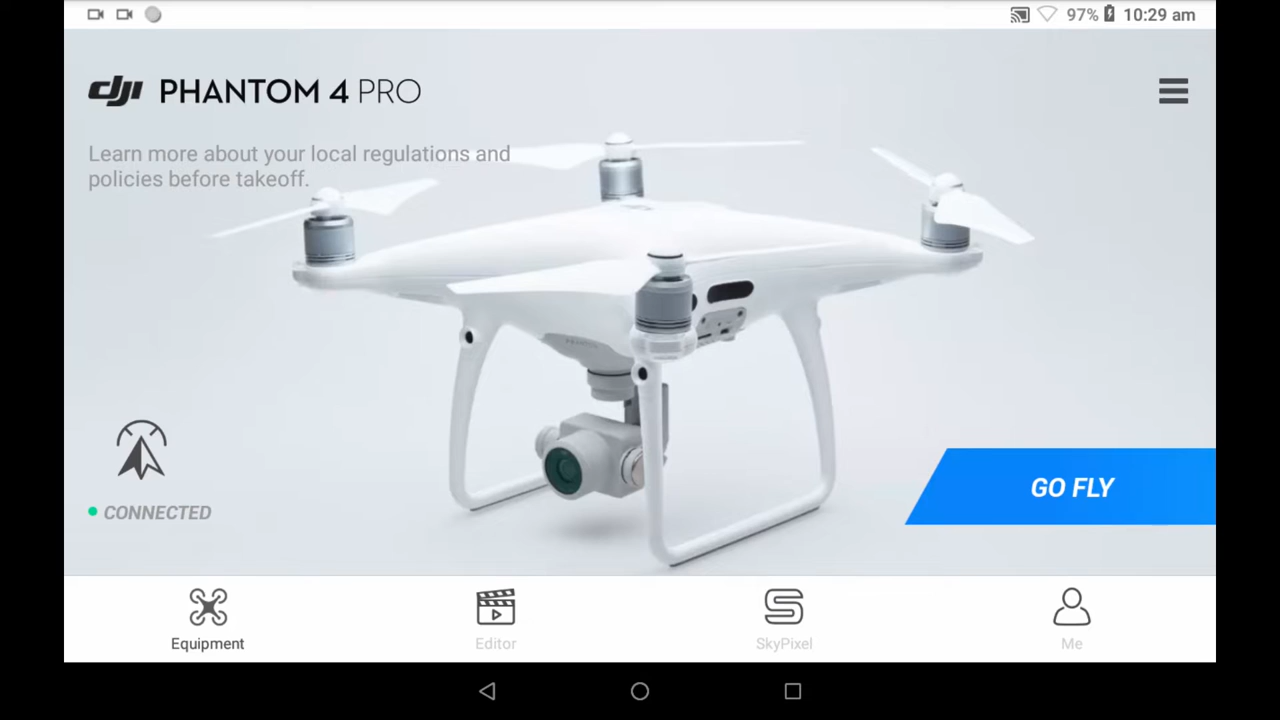 97% 10:29 am
dji PHANTOM 4 PRO
Learn more about your local regulations and
policies before takeoff.
CONNECTED
GO FLY
Equipment
Editor
SkyPixel
Me